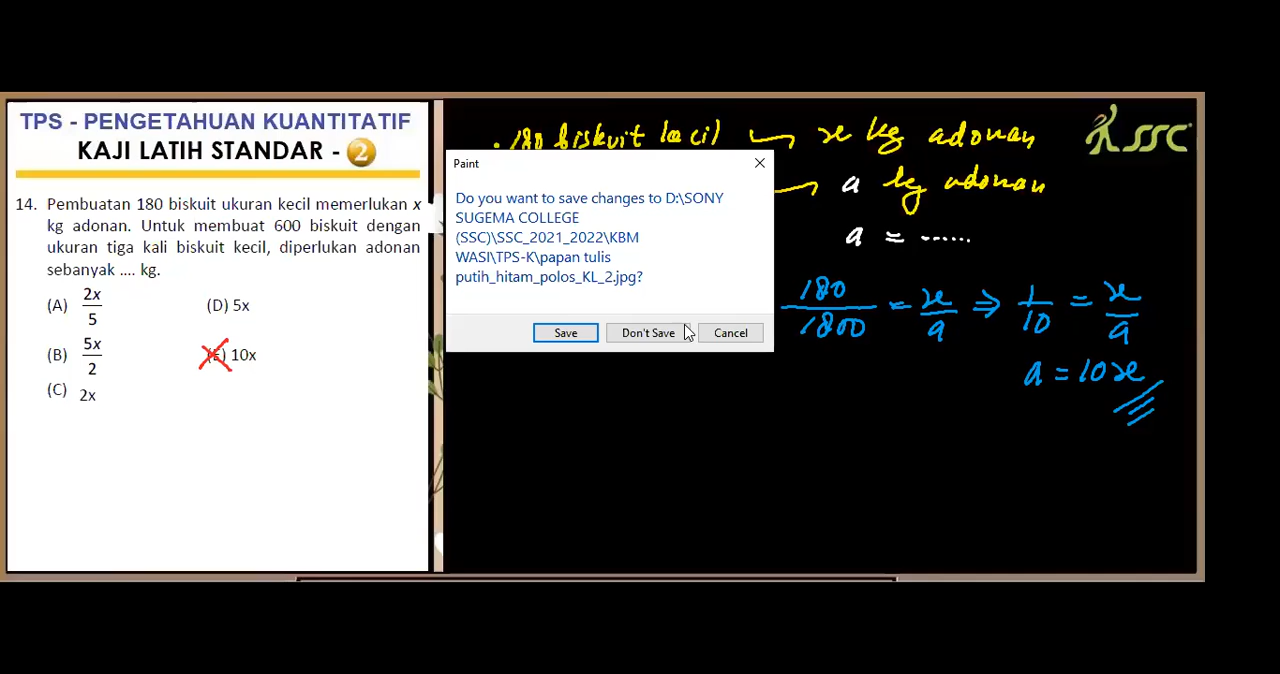 TPS - PENGETAHUAN KUANTITATIF
KAJI LATIH STANDAR - 2
14. Pembuatan 180 biskuit ukuran kecil memerlukan x
kg adonan. Untuk membuat 600 biskuit dengan
ukuran tiga kali biskuit kecil, diperlukan adonan
sebanyak .... kg.
(A) 2x/5
(D) 5x
(B) 5x/2
(E) 10x
(C) 2x
. 180 biskuit kecil → x kg adonan
a kg adonan
a = ......
180/1800 = x/a ⇒ 1/10 = x/a
a = 10x
SSC
Paint
Do you want to save changes to D:\SONY
SUGEMA COLLEGE
(SSC)\SSC_2021_2022\KBM
WASI\TPS-K\papan tulis
putih_hitam_polos_KL_2.jpg?
Save
Don't Save
Cancel